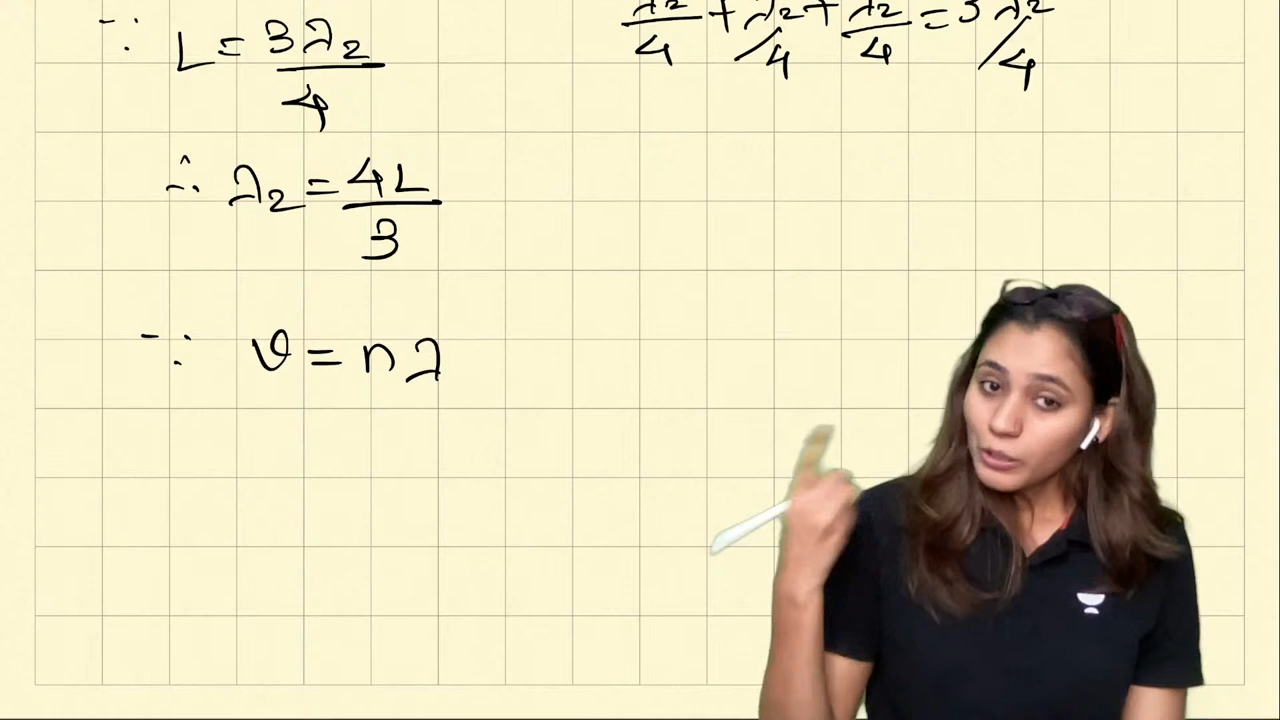 ∵ L = 3λ₂/4
λ₂/4 + λ₂/4 + λ₂/4 = 3λ₂/4
∴ λ₂ = 4L/3
∵ v = nλ